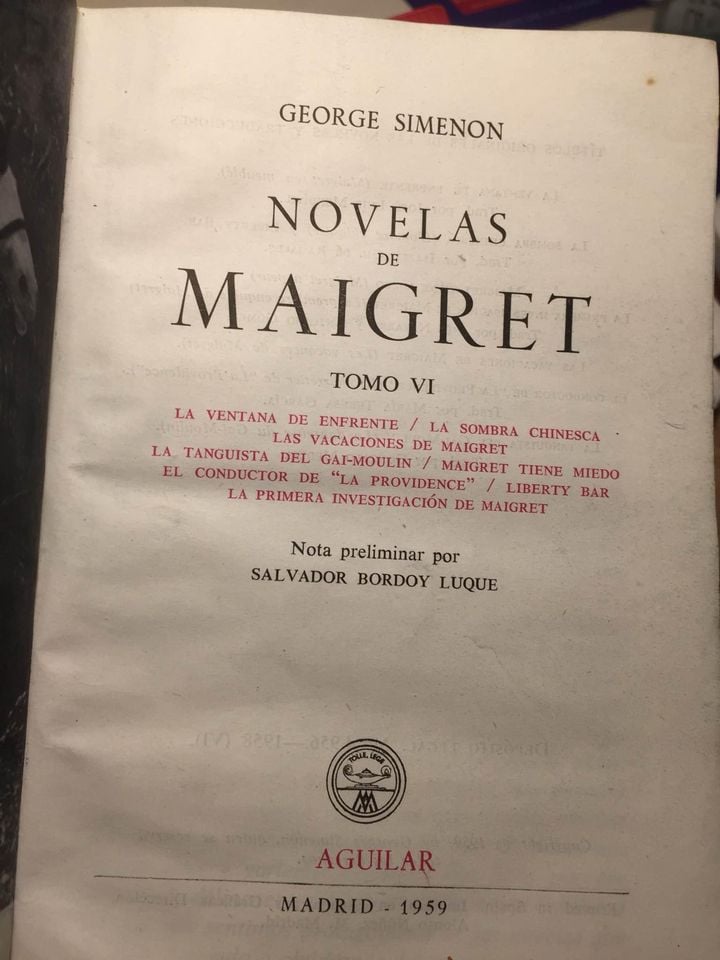 GEORGE SIMENON
NOVELAS
DE
MAIGRET
TOMO VI
LA VENTANA DE ENFRENTE / LA SOMBRA CHINESCA
LAS VACACIONES DE MAIGRET
LA TANGUISTA DEL GAI-MOULIN / MAIGRET TIENE MIEDO
EL CONDUCTOR DE "LA PROVIDENCE" / LIBERTY BAR
LA PRIMERA INVESTIGACIÓN DE MAIGRET
Nota preliminar por
SALVADOR BORDOY LUQUE
TOLLE, LEGE
AGUILAR
MADRID - 1959